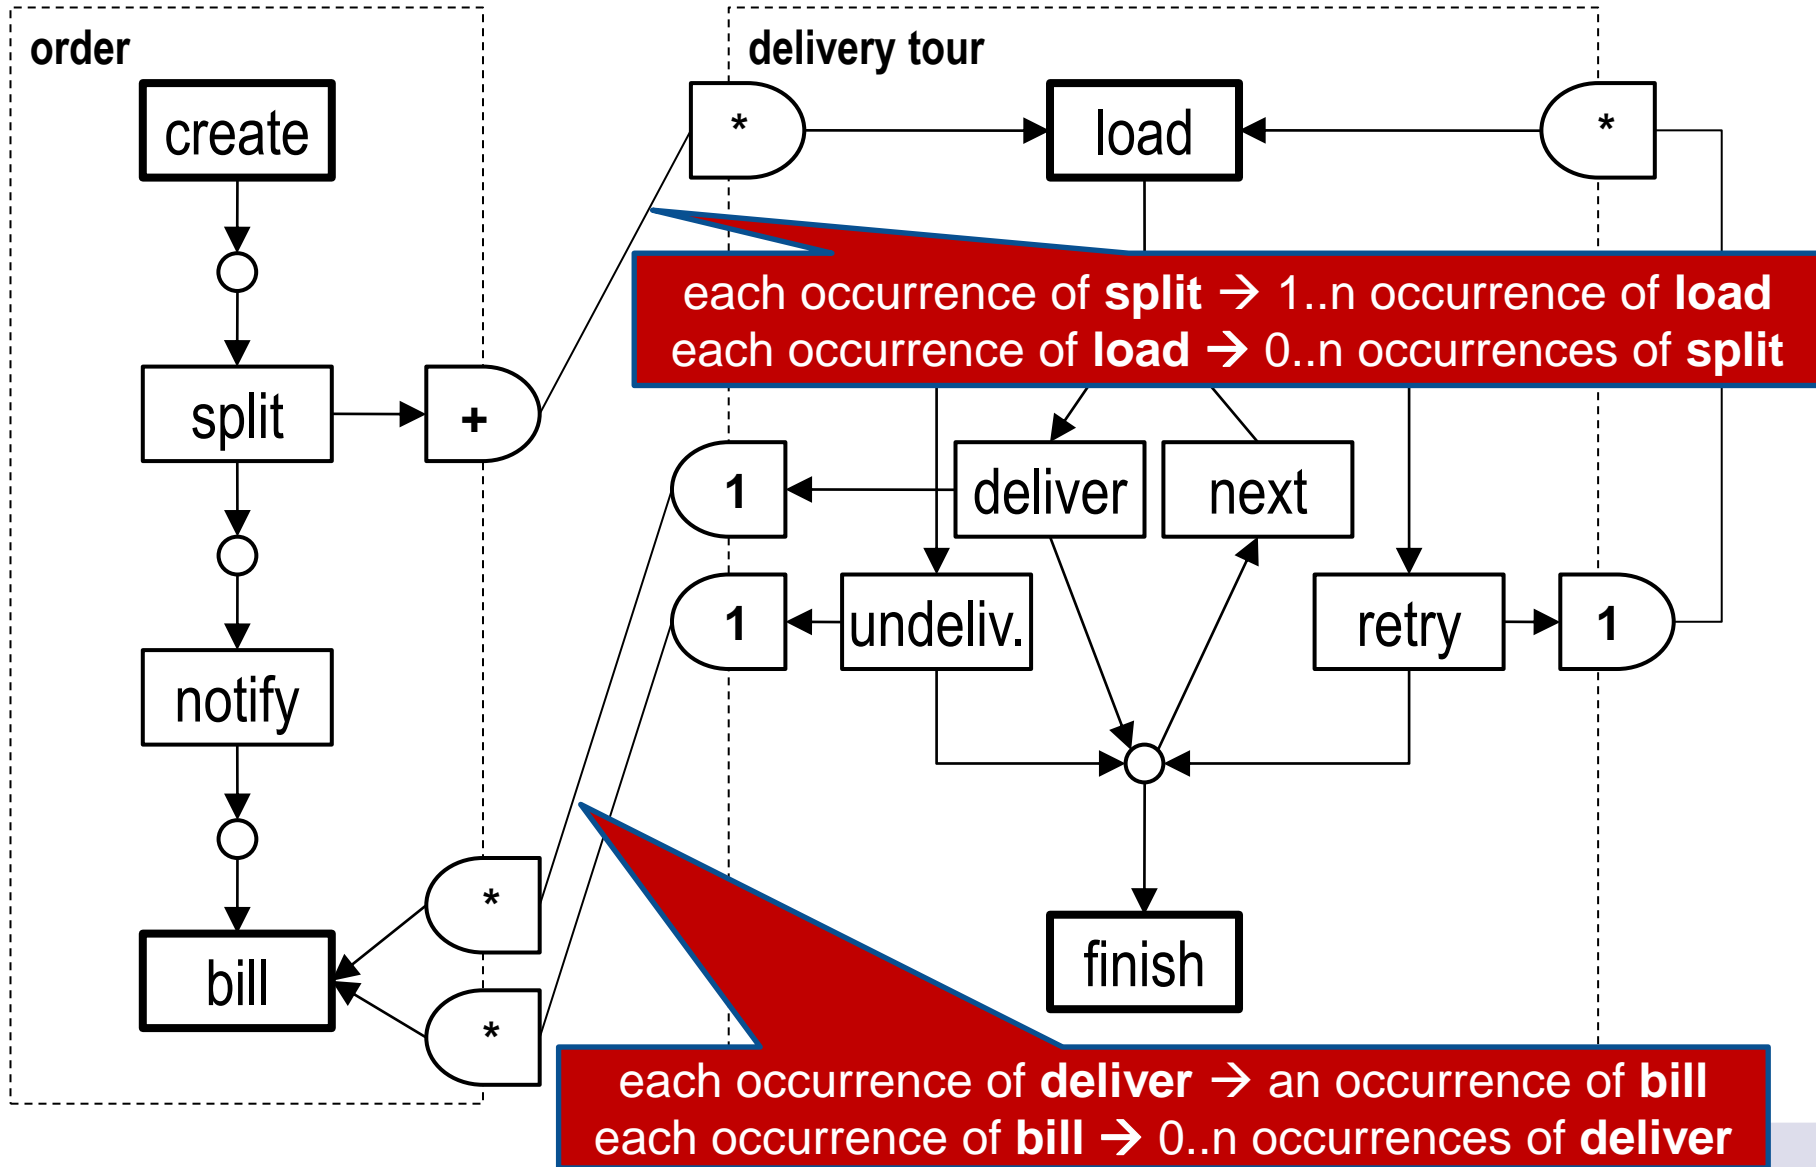 order
delivery tour
create
*
load
*
each occurrence of split → 1..n occurrence of load
each occurrence of load → 0..n occurrences of split
split
+
1
deliver
next
1
undeliv.
retry
1
notify
*
bill
*
finish
each occurrence of deliver → an occurrence of bill
each occurrence of bill → 0..n occurrences of deliver